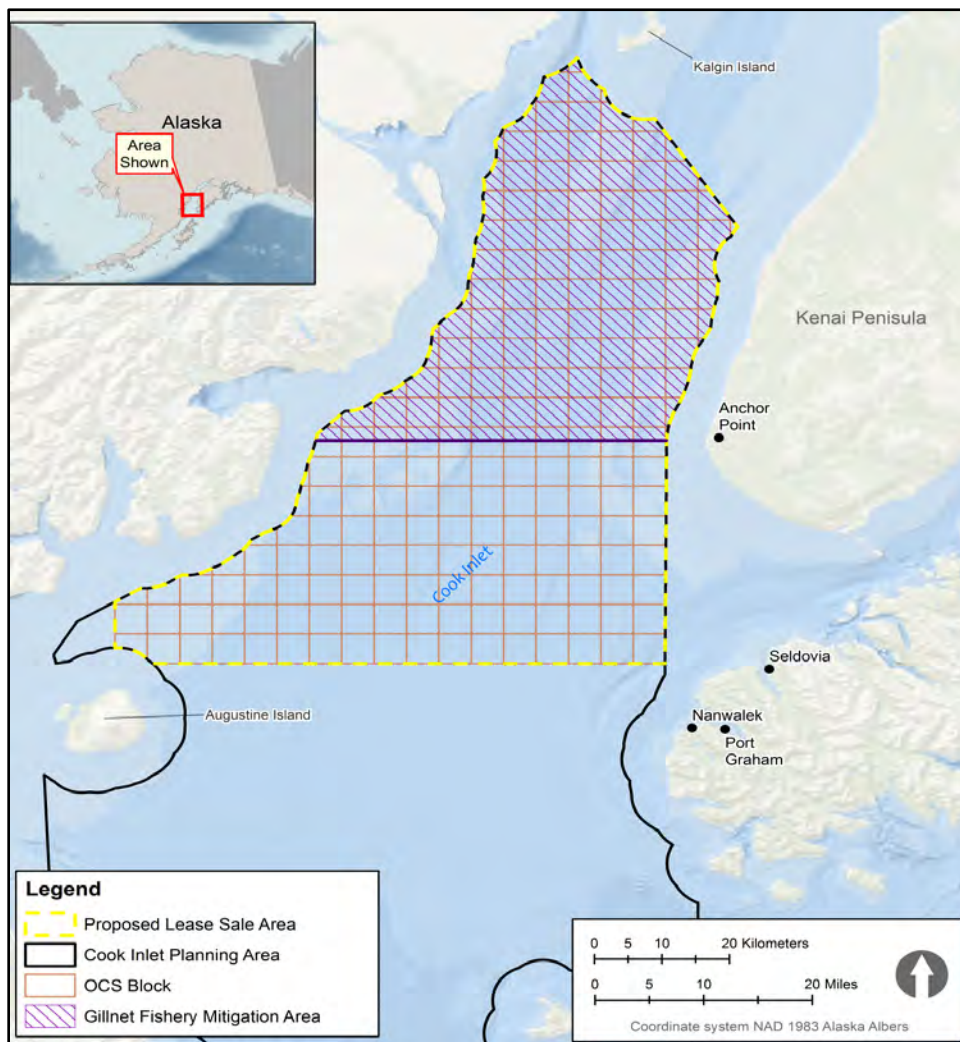 Alaska
Area
Shown
Kalgin Island
Kenai Penisula
Anchor
Point
Cook Inlet
Seldovia
Augustine Island
Nanwalek
Port
Graham
Legend
Proposed Lease Sale Area
Cook Inlet Planning Area
OCS Block
Gillnet Fishery Mitigation Area
0 5 10 20 Kilometers
0 5 10 20 Miles
Coordinate system NAD 1983 Alaska Albers